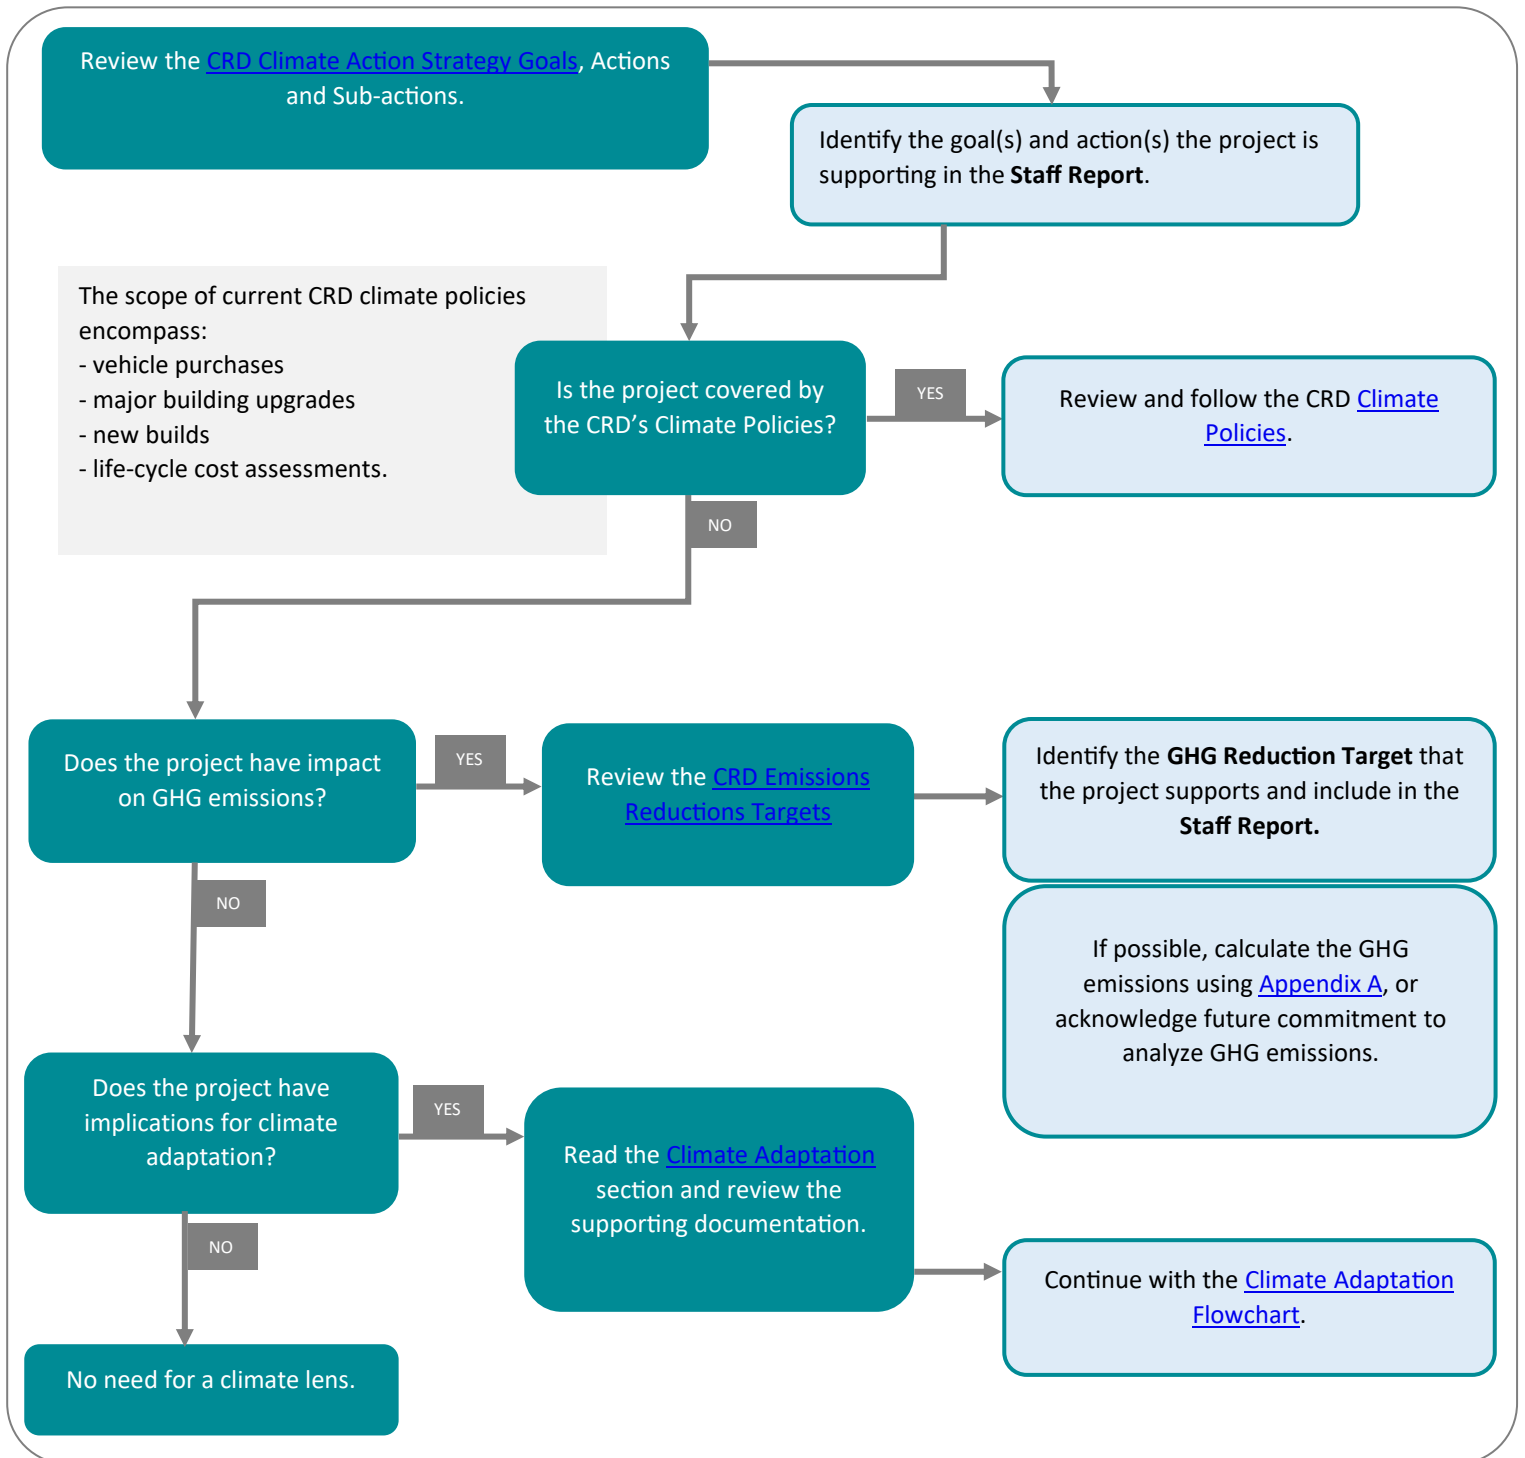 Review the CRD Climate Action Strategy Goals, Actions
and Sub-actions.
Identify the goal(s) and action(s) the project is
supporting in the Staff Report.
The scope of current CRD climate policies
encompass:
- vehicle purchases
- major building upgrades
- new builds
- life-cycle cost assessments.
Is the project covered by
the CRD’s Climate Policies?
YES
Review and follow the CRD Climate
Policies.
NO
Does the project have impact
on GHG emissions?
YES
Review the CRD Emissions
Reductions Targets
Identify the GHG Reduction Target that
the project supports and include in the
Staff Report.
If possible, calculate the GHG
emissions using Appendix A, or
acknowledge future commitment to
analyze GHG emissions.
NO
Does the project have
implications for climate
adaptation?
YES
Read the Climate Adaptation
section and review the
supporting documentation.
Continue with the Climate Adaptation
Flowchart.
NO
No need for a climate lens.